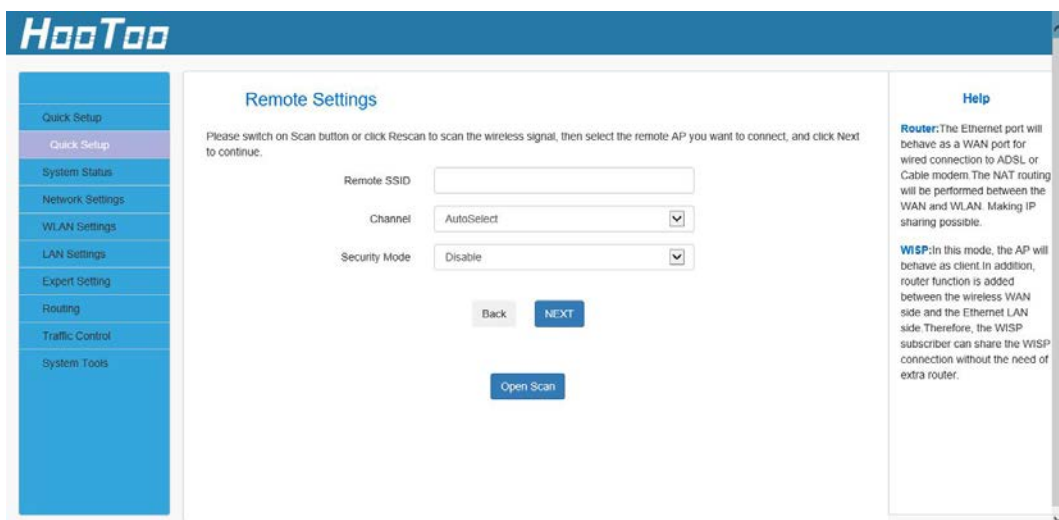 HooToo
Quick Setup
Quick Setup
System Status
Network Settings
WLAN Settings
LAN Settings
Expert Setting
Routing
Traffic Control
System Tools
Remote Settings
Please switch on Scan button or click Rescan to scan the wireless signal, then select the remote AP you want to connect, and click Next
to continue.
Remote SSID
Channel AutoSelect
Security Mode Disable
Back NEXT
Open Scan
Help
Router:The Ethernet port will
behave as a WAN port for
wired connection to ADSL or
Cable modem.The NAT routing
will be performed between the
WAN and WLAN. Making IP
sharing possible.
WISP:In this mode, the AP will
behave as client.In addition,
router function is added
between the wireless WAN
side and the Ethernet LAN
side.Therefore, the WISP
subscriber can share the WISP
connection without the need of
extra router.